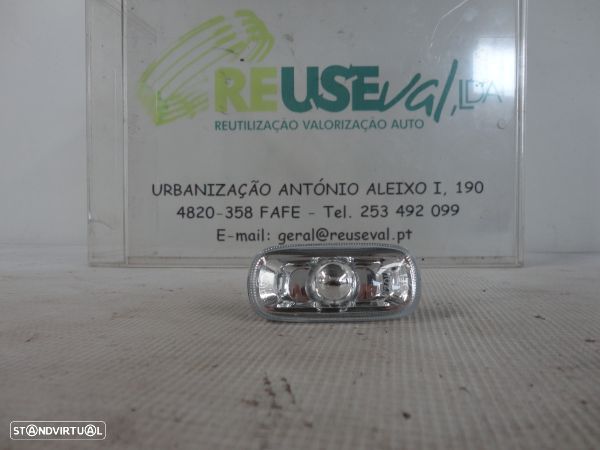 REUSEval, LDA
REUTILIZAÇÃO VALORIZAÇÃO AUTO
URBANIZAÇÃO ANTÓNIO ALEIXO I, 190
4820-358 FAFE - Tel. 253 492 099
E-mail: geral@reuseval.pt
STANDVIRTUAL